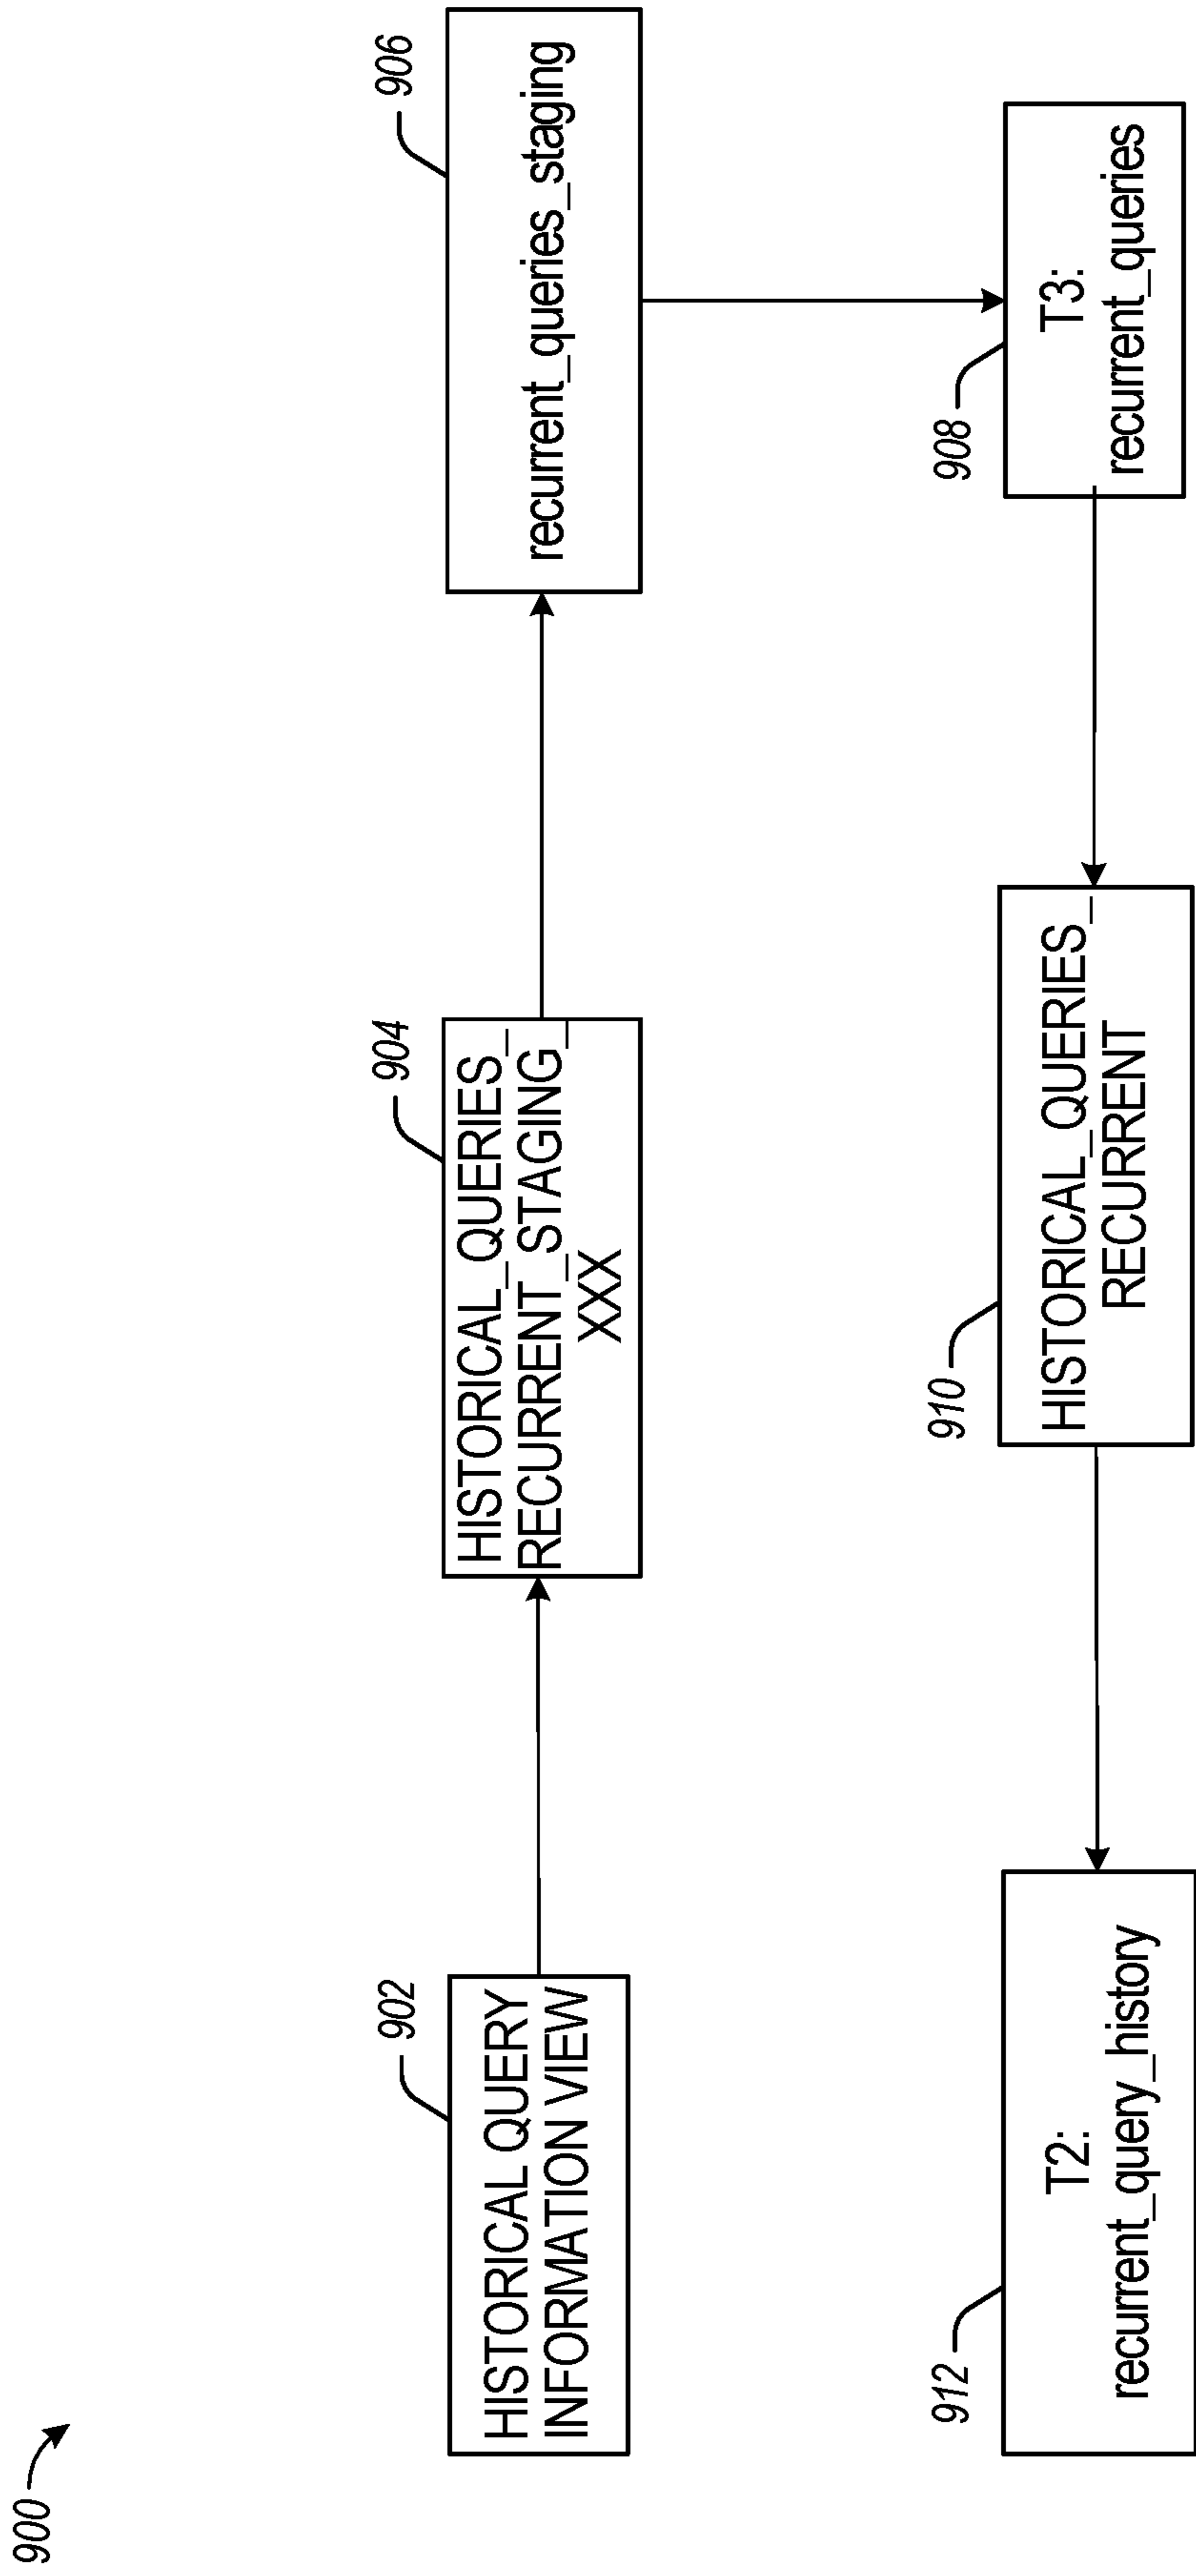 900
902
HISTORICAL QUERY
INFORMATION VIEW
904
HISTORICAL_QUERIES_
RECURRENT_STAGING_
XXX
906
recurrent_queries_staging
908
T3:
recurrent_queries
910
HISTORICAL_QUERIES_
RECURRENT
912
T2:
recurrent_query_history